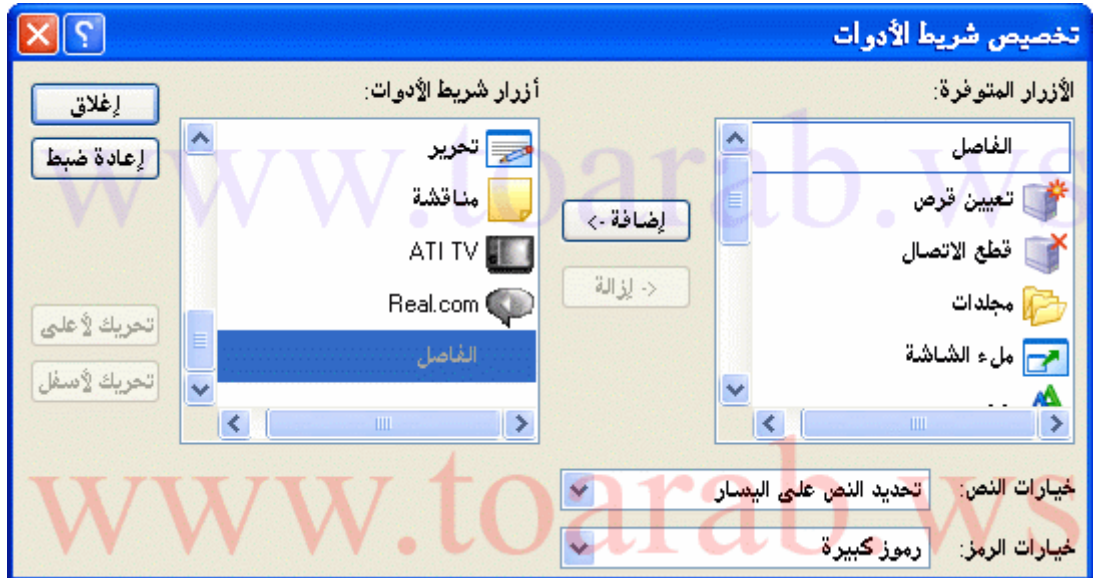 تخصيص شريط الأدوات
الأزرار المتوفرة:
الفاصل
تعيين قرص
قطع الاتصال
مجلدات
ملء الشاشة
إضافة ->
<- إزالة
أزرار شريط الأدوات:
تحرير
مناقشة
ATI TV
Real.com
الفاصل
إغلاق
إعادة ضبط
تحريك لأعلى
تحريك لأسفل
خيارات النص: تحديد النص على اليسار
خيارات الرمز: رموز كبيرة
www.toarab.ws
www.toarab.ws